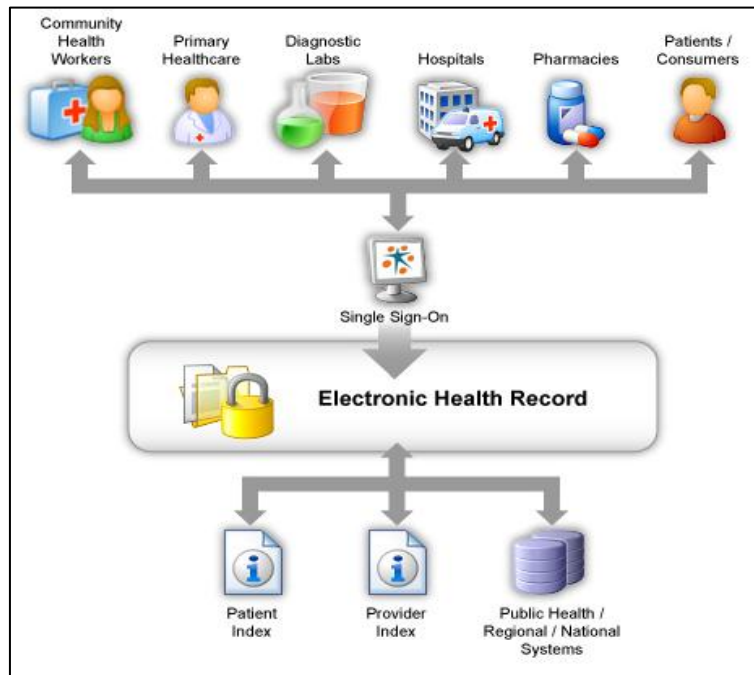 Community
Health
Workers
Primary
Healthcare
Diagnostic
Labs
Hospitals
Pharmacies
Patients /
Consumers
Single Sign-On
Electronic Health Record
Patient
Index
Provider
Index
Public Health /
Regional / National
Systems